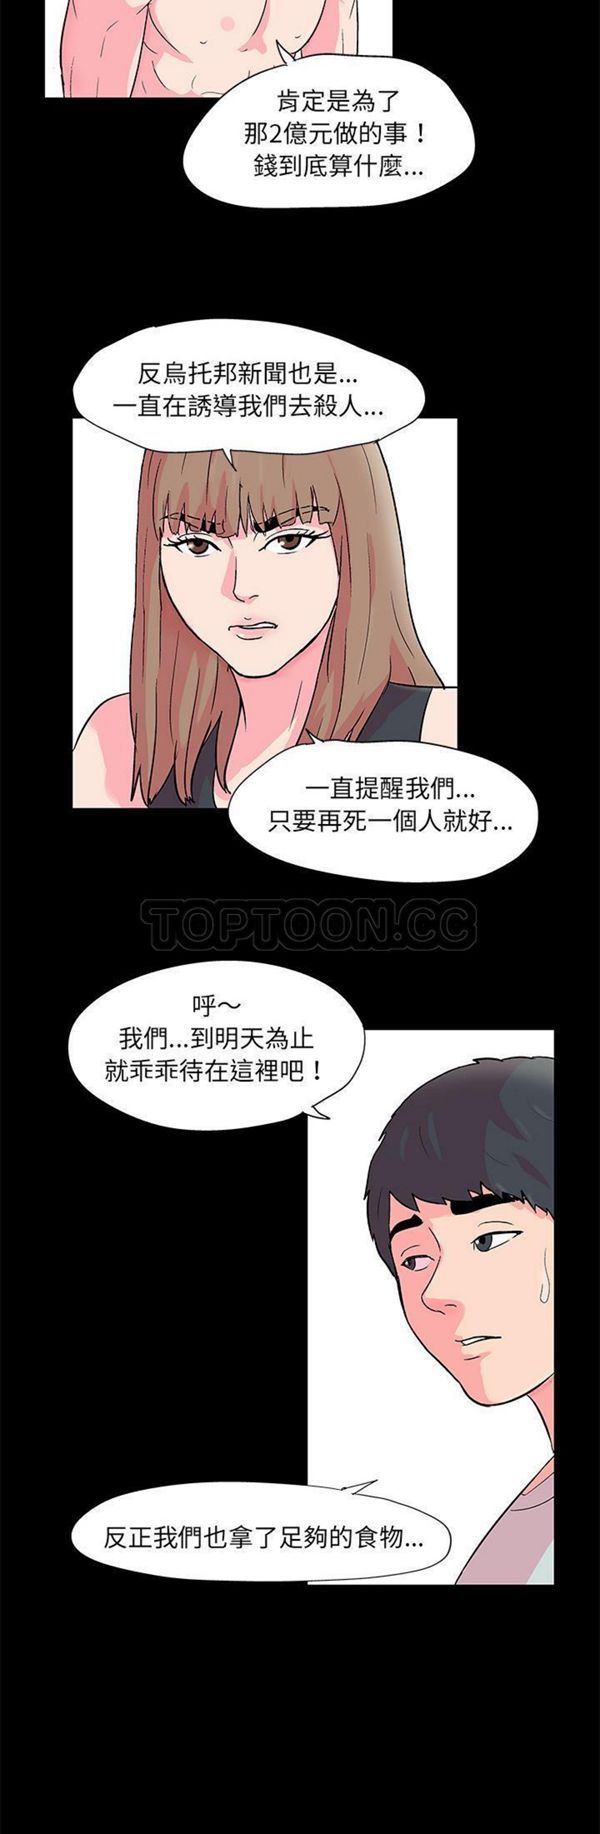 肯定是為了
那2億元做的事！
錢到底算什麼...
反烏托邦新聞也是...
一直在誘導我們去殺人...
一直提醒我們...
只要再死一個人就好...
TOPTOON.CC
呼～
我們...到明天為止
就乖乖待在這裡吧！
反正我們也拿了足夠的食物...